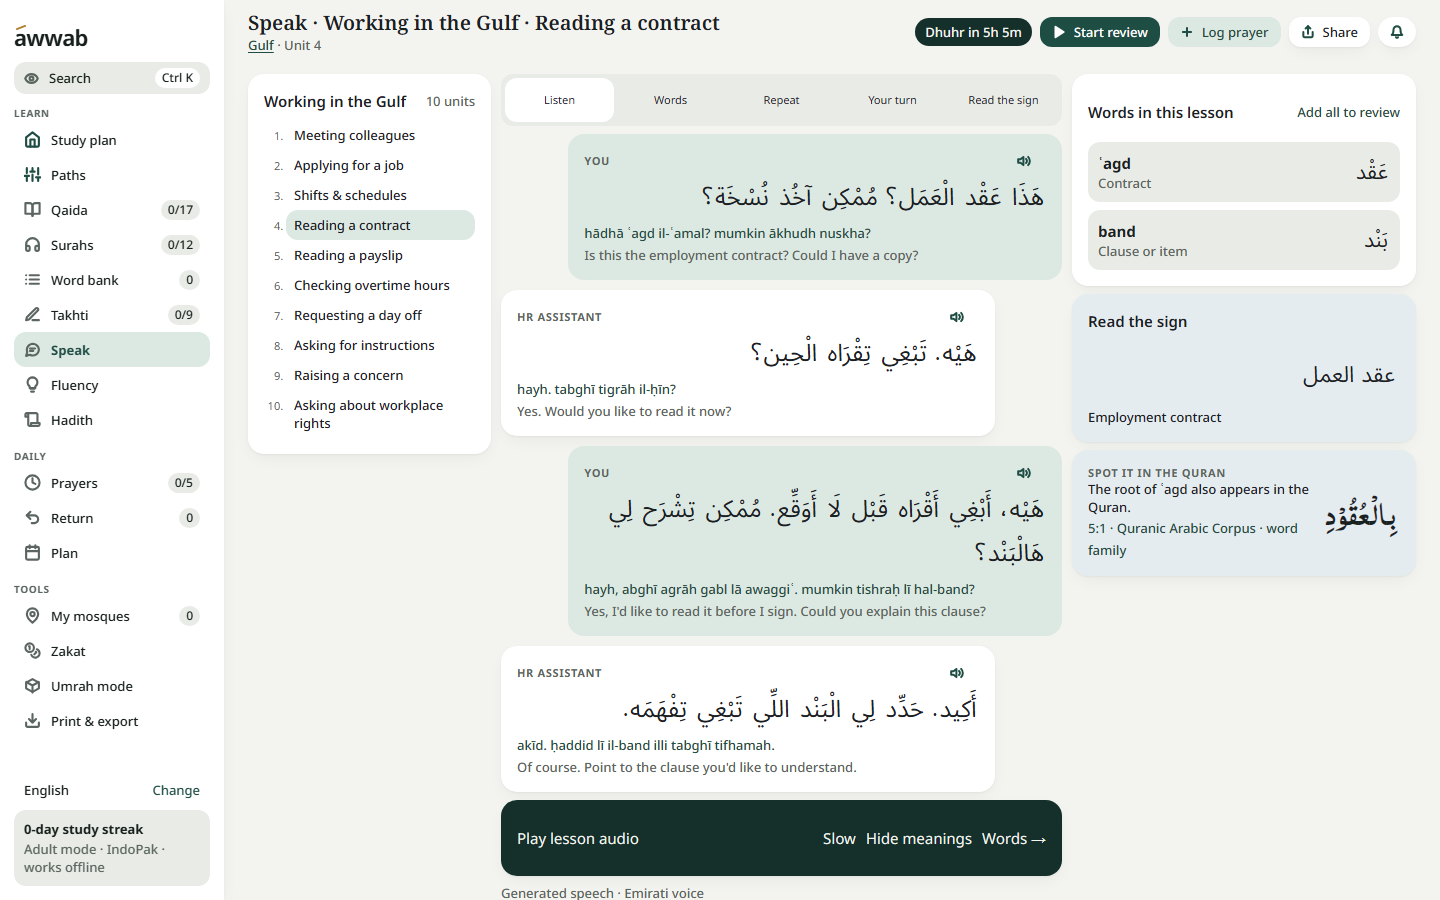 awwab
Search Ctrl K
LEARN
Study plan
Paths
Qaida 0/17
Surahs 0/12
Word bank 0
Takhti 0/9
Speak
Fluency
Hadith
DAILY
Prayers 0/5
Return 0
Plan
TOOLS
My mosques 0
Zakat
Umrah mode
Print & export
English Change
0-day study streak
Adult mode · IndoPak ·
works offline
Speak · Working in the Gulf · Reading a contract
Gulf · Unit 4
Dhuhr in 5h 5m
Start review
Log prayer
Share
Working in the Gulf 10 units
1. Meeting colleagues
2. Applying for a job
3. Shifts & schedules
4. Reading a contract
5. Reading a payslip
6. Checking overtime hours
7. Requesting a day off
8. Asking for instructions
9. Raising a concern
10. Asking about workplace
rights
Listen Words Repeat Your turn Read the sign
YOU
هَذَا عَقْد الْعَمَل؟ مُمْكِن آخُذ نُسْخَة؟
hādhā ʿagd il-ʿamal? mumkin ākhudh nuskha?
Is this the employment contract? Could I have a copy?
HR ASSISTANT
هَيْه. تَبْغِي تِقْرَاه الْحِين؟
hayh. tabghī tigrāh il-ḥīn?
Yes. Would you like to read it now?
YOU
هَيْه، أَبْغِي أَقْرَاه قَبْل لَا أَوَقِّع. مُمْكِن تِشْرَح لِي
هَالْبَنْد؟
hayh, abghī agrāh gabl lā awaggiʿ. mumkin tishraḥ lī hal-band?
Yes, I'd like to read it before I sign. Could you explain this clause?
HR ASSISTANT
أَكِيد. حَدِّد لِي الْبَنْد اللِّي تَبْغِي تِفْهَمَه.
akīd. ḥaddid lī il-band illi tabghī tifhamah.
Of course. Point to the clause you'd like to understand.
Play lesson audio Slow Hide meanings Words →
Generated speech · Emirati voice
Words in this lesson Add all to review
ʿagd عَقْد
Contract
band بَنْد
Clause or item
Read the sign
عقد العمل
Employment contract
SPOT IT IN THE QURAN
The root of ʿagd also appears in the
Quran.
بِالْعُقُوْدِ
5:1 · Quranic Arabic Corpus · word
family